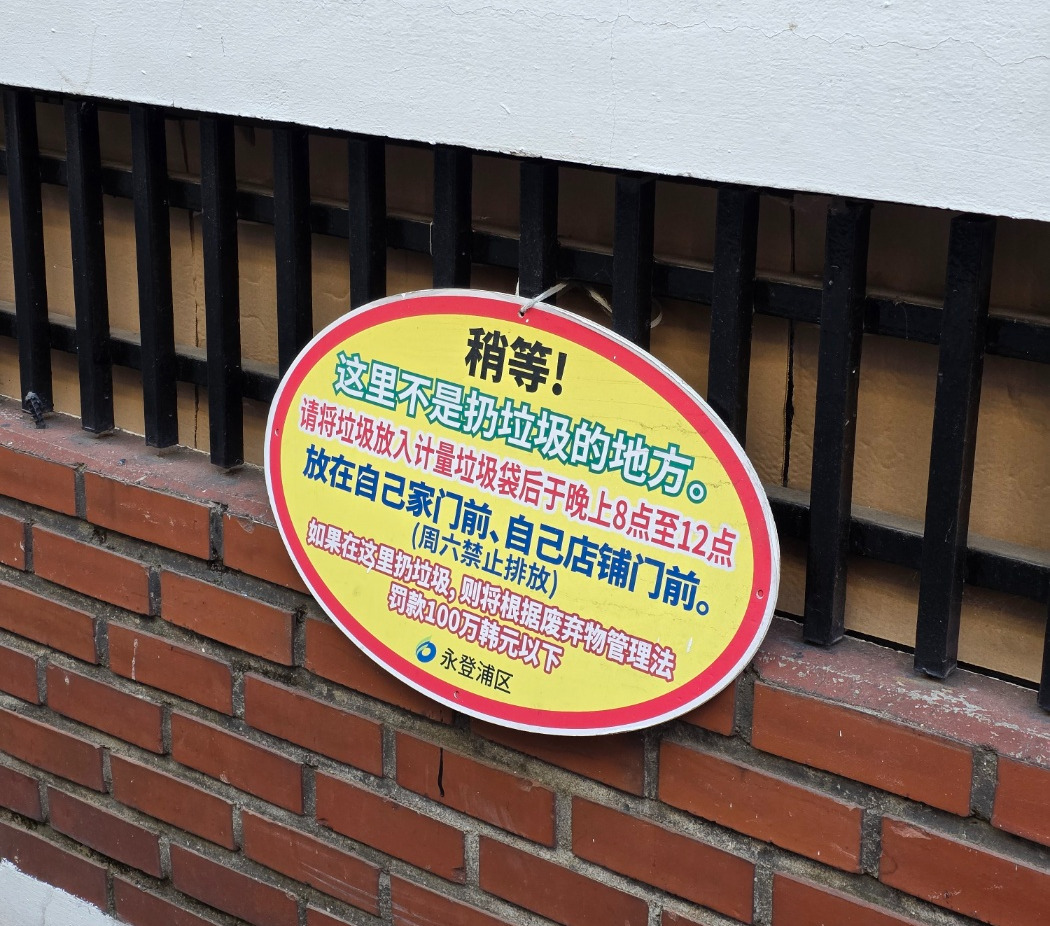 稍等!
这里不是扔垃圾的地方。
请将垃圾放入计量垃圾袋后于晚上8点至12点
放在自己家门前、自己店铺门前。
(周六禁止排放)
如果在这里扔垃圾, 则将根据废弃物管理法
罚款100万韩元以下
永登浦区